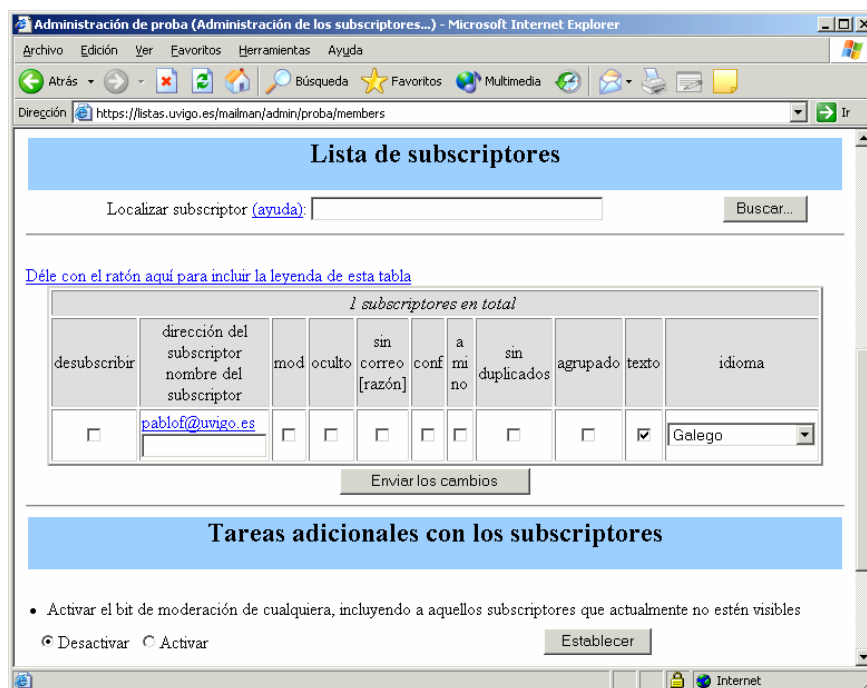 Administración de proba (Administración de los subscriptores...) - Microsoft Internet Explorer
Archivo Edición Ver Favoritos Herramientas Ayuda
Atrás Búsqueda Favoritos Multimedia
Dirección https://listas.uvigo.es/mailman/admin/proba/members Ir
Lista de subscriptores
Localizar subscriptor (ayuda): Buscar...
Déle con el ratón aquí para incluir la leyenda de esta tabla
1 subscriptores en total
desubscribir
dirección del
subscriptor
nombre del
subscriptor
mod
oculto
sin
correo
[razón]
conf
a
mi
no
sin
duplicados
agrupado
texto
idioma
pablof@uvigo.es
Galego
Enviar los cambios
Tareas adicionales con los subscriptores
• Activar el bit de moderación de cualquiera, incluyendo a aquellos subscriptores que actualmente no estén visibles
Desactivar Activar Establecer
Internet